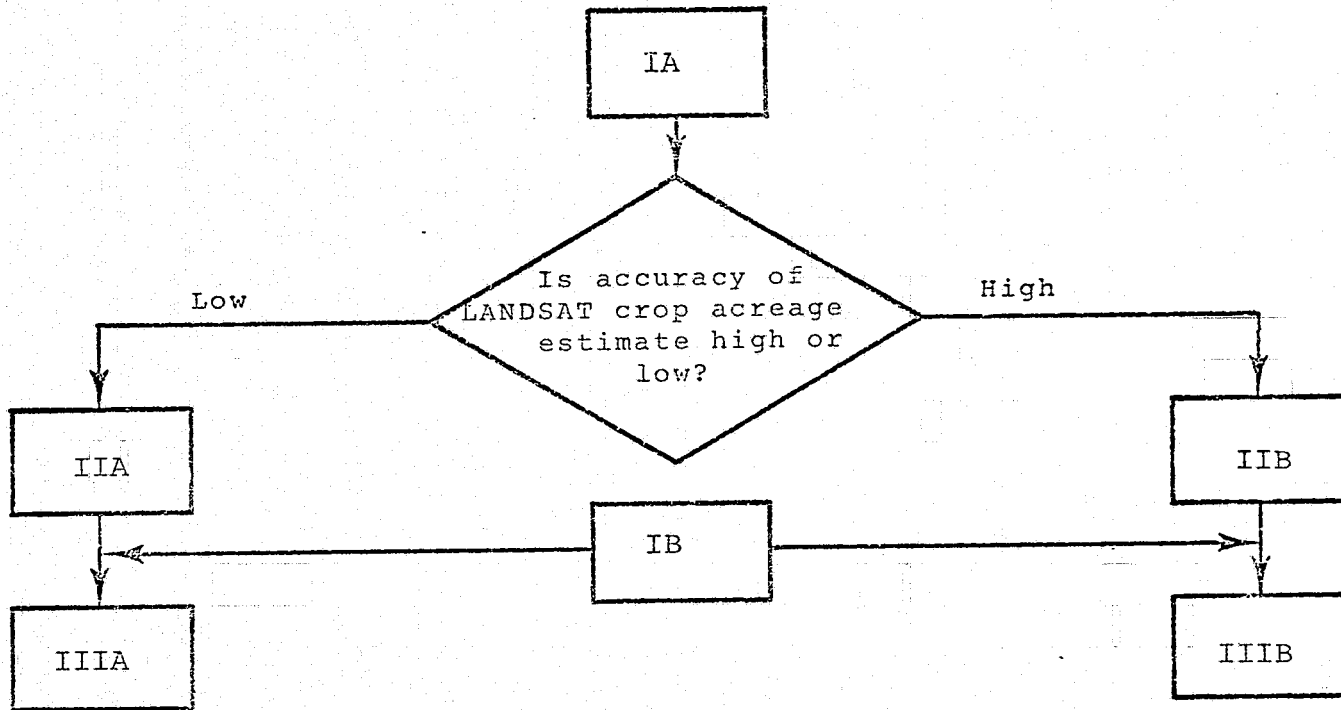 IA
Is accuracy of
LANDSAT crop acreage
estimate high or
low?
Low
High
IIA
IIB
IB
IIIA
IIIB